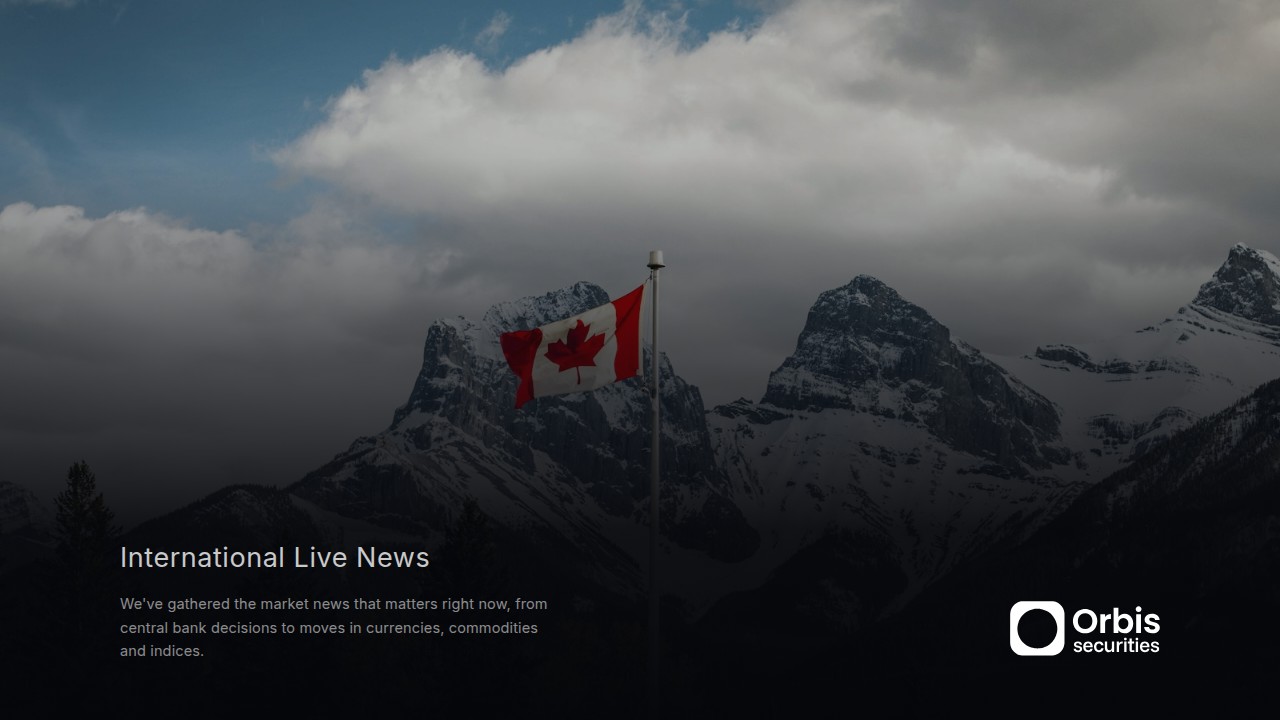 International Live News
We've gathered the market news that matters right now, from
central bank decisions to moves in currencies, commodities
and indices.
Orbis
securities